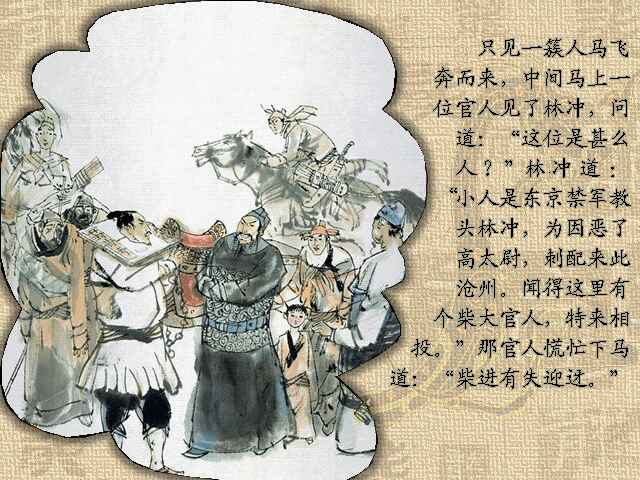 只见一簇人马飞
奔而来，中间马上一
位官人见了林冲，问
道：“这位是甚么
人？”林冲道：
“小人是东京禁军教
头林冲，为因恶了
高太尉，刺配来此
沧州。闻得这里有
个柴大官人，特来相
投。”那官人慌忙下马
道：“柴进有失迎迓。”